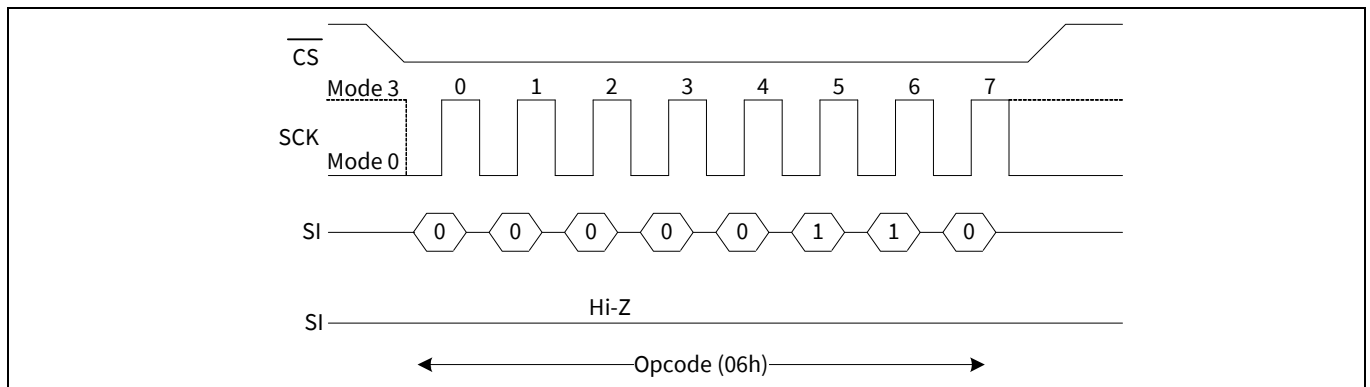 CS
Mode 3 0 1 2 3 4 5 6 7
SCK
Mode 0
SI 0 0 0 0 0 1 1 0
Hi-Z
SI
Opcode (06h)